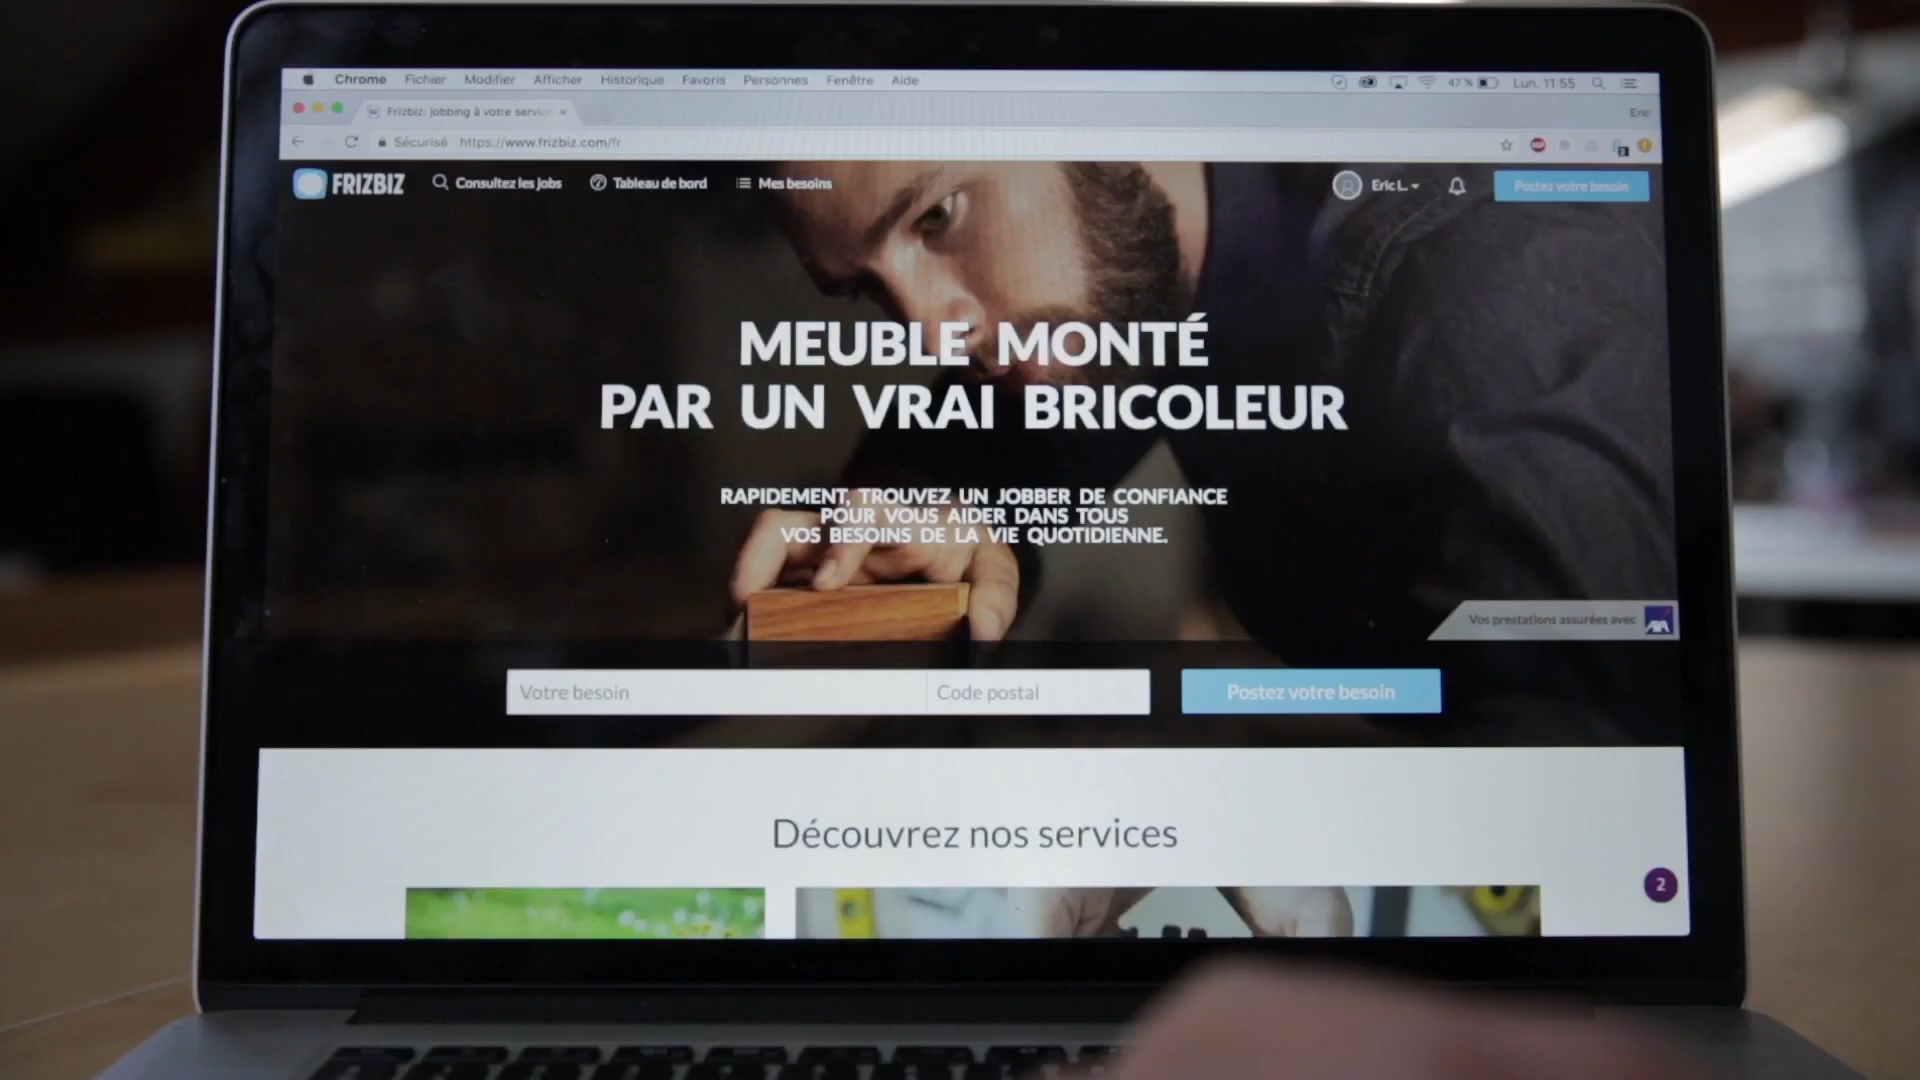 Chrome Fichier Modifier Afficher Historique Favoris Personnes Fenêtre Aide 47 % Lun. 11:55
Frizbiz: jobbing à votre servic
Eric
Sécurisé https://www.frizbiz.com/fr
FRIZBIZ Consultez les jobs Tableau de bord Mes besoins Eric L. Postez votre besoin
MEUBLE MONTÉ
PAR UN VRAI BRICOLEUR
RAPIDEMENT, TROUVEZ UN JOBBER DE CONFIANCE
POUR VOUS AIDER DANS TOUS
VOS BESOINS DE LA VIE QUOTIDIENNE.
Vos prestations assurées avec AXA
Votre besoin Code postal Postez votre besoin
Découvrez nos services
2